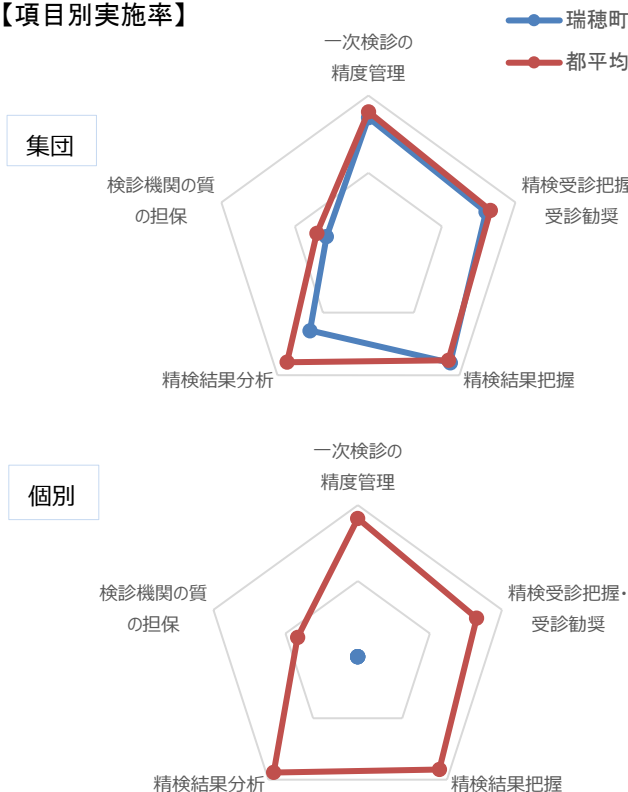 【項目別実施率】
瑞穂町
都平均
集団
一次検診の
精度管理
検診機関の質
の担保
精検受診把握
受診勧奨
精検結果分析
精検結果把握
個別
一次検診の
精度管理
検診機関の質
の担保
精検受診把握・
受診勧奨
精検結果分析
精検結果把握